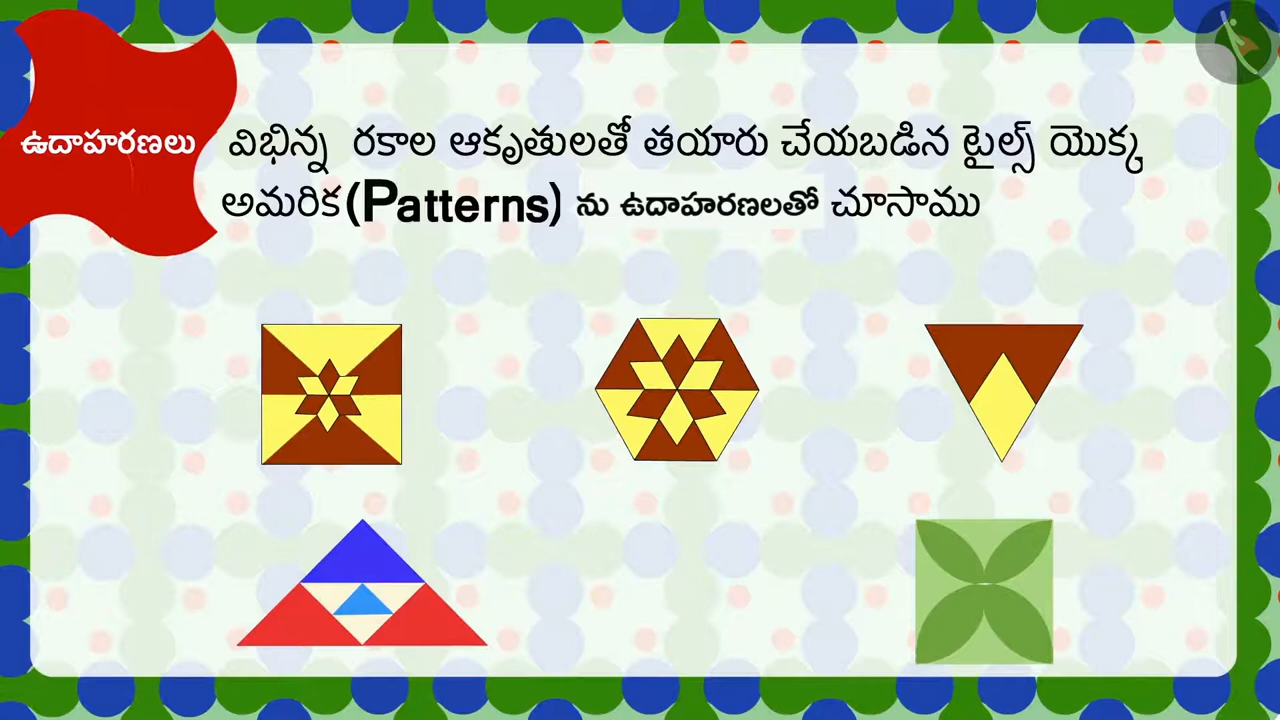 ఉదాహరణలు
విభిన్న రకాల ఆకృతులతో తయారు చేయబడిన టైల్స్ యొక్క
అమరిక(Patterns) ను ఉదాహరణలతో చూసాము